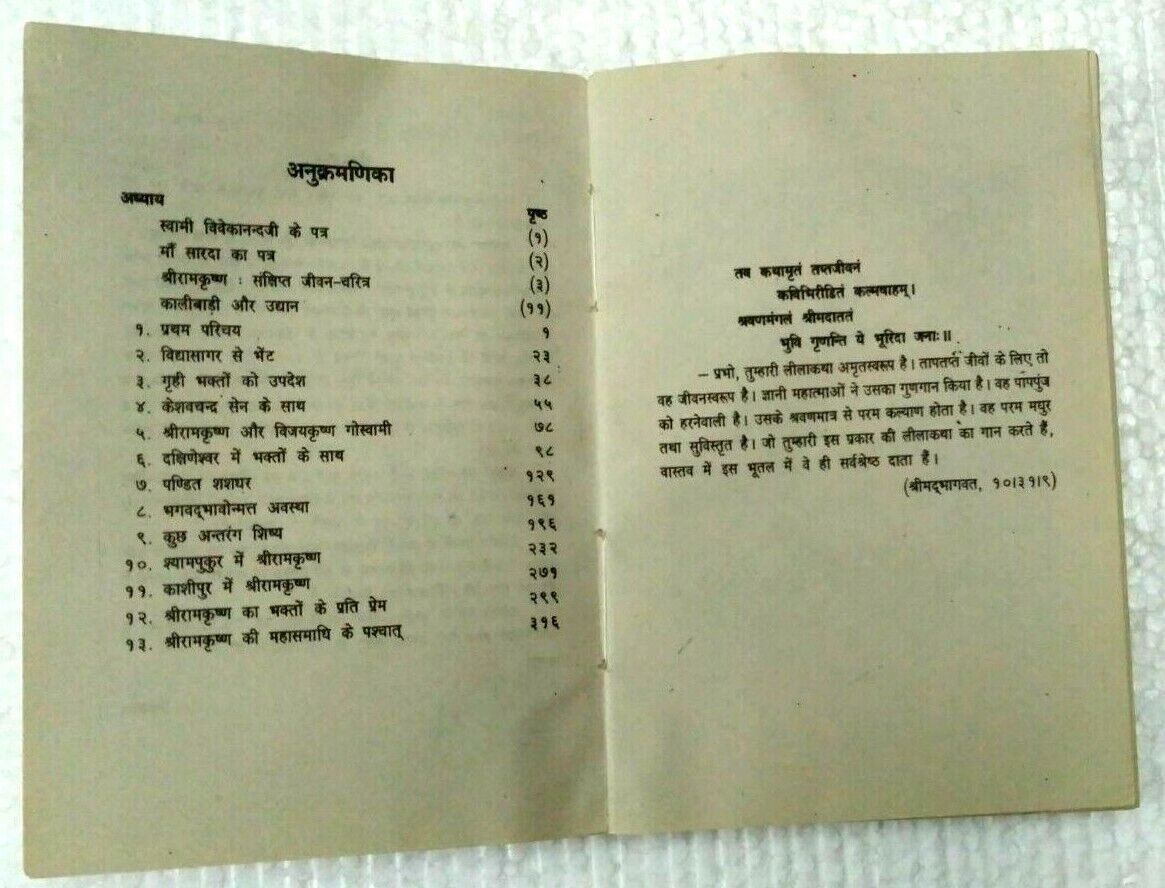 अनुक्रमणिका
अध्याय पृष्ठ
स्वामी विवेकानन्दजी के पत्र (१)
माँ सारदा का पत्र (२)
श्रीरामकृष्ण : संक्षिप्त जीवन-चरित्र (३)
कालीबाड़ी और उद्यान (११)
१. प्रथम परिचय १
२. विद्यासागर से भेंट २३
३. गृही भक्तों को उपदेश ३८
४. केशवचन्द्र सेन के साथ ५५
५. श्रीरामकृष्ण और विजयकृष्ण गोस्वामी ७८
६. दक्षिणेश्वर में भक्तों के साथ ९८
७. पण्डित शशधर १२९
८. भगवद्‌भावोन्मत्त अवस्था १६१
९. कुछ अन्तरंग शिष्य १९६
१०. श्यामपुकुर में श्रीरामकृष्ण २३२
११. काशीपुर में श्रीरामकृष्ण २७१
१२. श्रीरामकृष्ण का भक्तों के प्रति प्रेम २९९
१३. श्रीरामकृष्ण की महासमाधि के पश्चात् ३१६
तव कथामृतं तप्तजीवनं
कविभिरीडितं कल्मषाहम्।
श्रवणमंगलं श्रीमदाततं
भुवि गृणन्ति ये भूरिदा जनाः॥
– प्रभो, तुम्हारी लीलाकथा अमृतस्वरूप है। तापतप्त जीवों के लिए तो
वह जीवनस्वरूप है। ज्ञानी महात्माओं ने उसका गुणगान किया है। वह पापपुंज
को हरनेवाली है। उसके श्रवणमात्र से परम कल्याण होता है। वह परम मधुर
तथा सुविस्तृत है। जो तुम्हारी इस प्रकार की लीलाकथा का गान करते हैं,
वास्तव में इस भूतल में वे ही सर्वश्रेष्ठ दाता हैं।
(श्रीमद्‌भागवत, १०।३१।९)